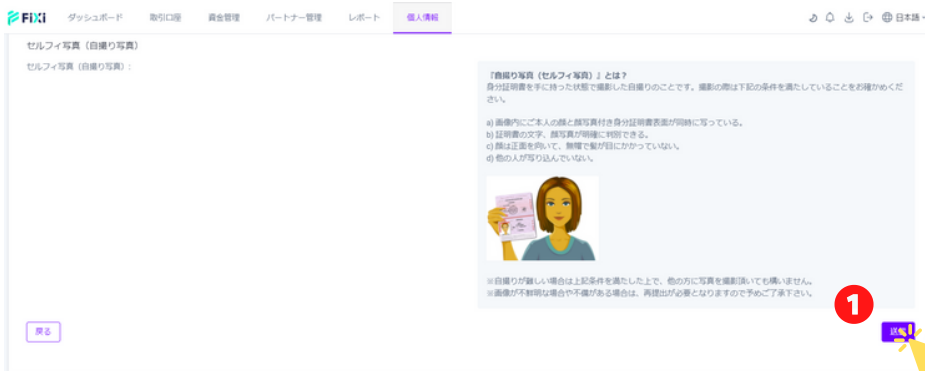 FiXi ダッシュボード 取引口座 資金管理 パートナー管理 レポート 個人情報 日本語
セルフィ写真（自撮り写真）
セルフィ写真（自撮り写真）:
『自撮り写真（セルフィ写真）』とは？
身分証明書を手に持った状態で撮影した自撮りのことです。撮影の際は下記の条件を満たしていることをお確かめくだ
さい。
a) 画像内にご本人の顔と顔写真付き身分証明書表面が同時に写っている。
b) 証明書の文字、顔写真が明確に判別できる。
c) 顔は正面を向いて、無帽で髪が目にかかっていない。
d) 他の人が写り込んでいない。
※自撮りが難しい場合は上記条件を満たした上で、他の方に写真を撮影頂いても構いません。
※画像が不鮮明な場合や不備がある場合は、再提出が必要となりますので予めご了承下さい。
1
戻る